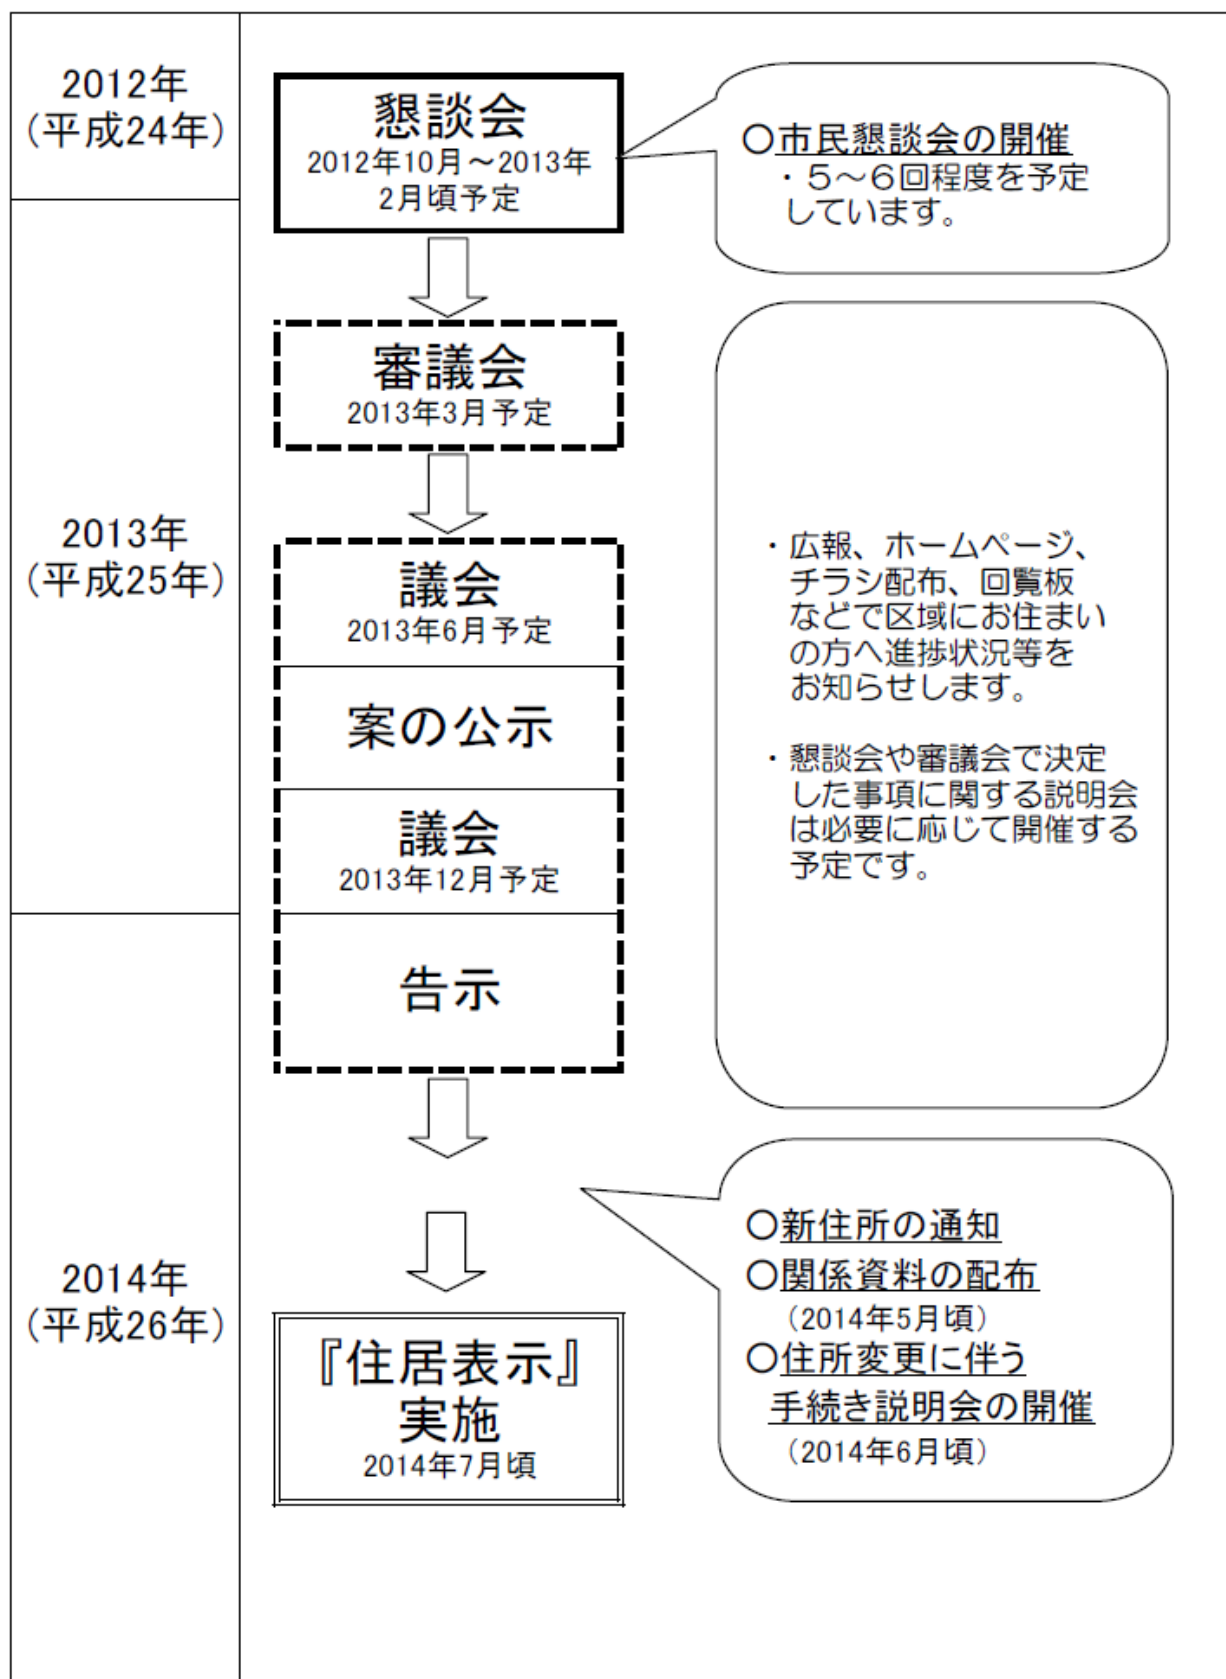 2012年
(平成24年)
懇談会
2012年10月～2013年
2月頃予定
○市民懇談会の開催
・５～６回程度を予定
しています。
2013年
(平成25年)
審議会
2013年3月予定
議会
2013年6月予定
案の公示
議会
2013年12月予定
・広報、ホームページ、
チラシ配布、回覧板
などで区域にお住まい
の方へ進捗状況等を
お知らせします。
・懇談会や審議会で決定
した事項に関する説明会
は必要に応じて開催する
予定です。
2014年
(平成26年)
告示
○新住所の通知
○関係資料の配布
（2014年5月頃）
○住所変更に伴う
手続き説明会の開催
（2014年6月頃）
『住居表示』
実施
2014年7月頃